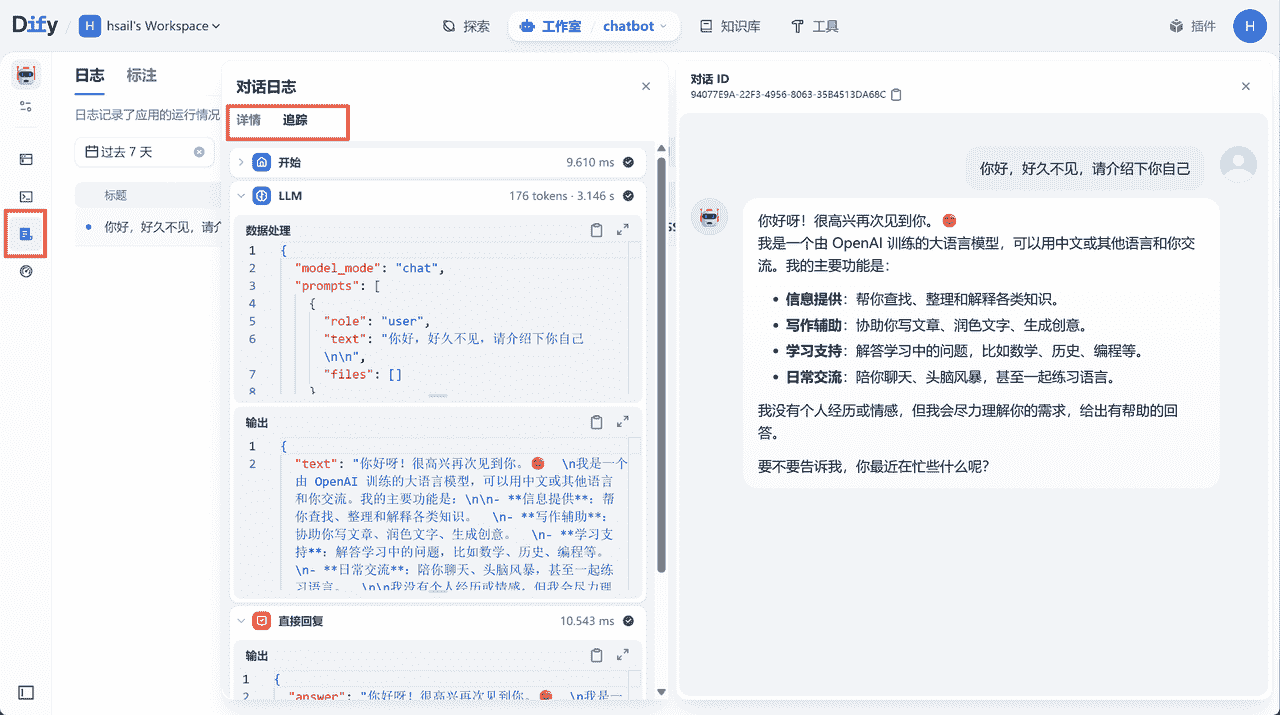 Dify / H hsail's Workspace
探索
工作室 / chatbot
知识库
工具
插件
H
日志 标注
日志记录了应用的运行情况
过去 7 天
标题
你好，好久不见，请介
对话日志
详情 追踪
开始 9.610 ms
LLM 176 tokens · 3.146 s
数据处理
1 {
2 "model_mode": "chat",
3 "prompts": [
4 {
5 "role": "user",
6 "text": "你好，好久不见，请介绍下你自己
\n\n",
7 "files": []
8 }
输出
1 {
2 "text": "你好呀！很高兴再次见到你。 \n我是一个
由 OpenAI 训练的大语言模型，可以用中文或其他语言
和你交流。我的主要功能是：\n\n- **信息提供**：帮
你查找、整理和解释各类知识。 \n- **写作辅助**：
协助你写文章、润色文字、生成创意。 \n- **学习支
持**：解答学习中的问题，比如数学、历史、编程等。
\n- **日常交流**：陪你聊天、头脑风暴，甚至一起练
习语言。 \n\n我没有个人经历或情感，但我会尽力理
直接回复 10.543 ms
输出
1 {
2 "answer": "你好呀！很高兴再次见到你。 \n我是一
对话 ID
94077E9A-22F3-4956-8063-35B4513DA68C
你好，好久不见，请介绍下你自己
你好呀！很高兴再次见到你。
我是一个由 OpenAI 训练的大语言模型，可以用中文或其他语言和你交
流。我的主要功能是：
• 信息提供：帮你查找、整理和解释各类知识。
• 写作辅助：协助你写文章、润色文字、生成创意。
• 学习支持：解答学习中的问题，比如数学、历史、编程等。
• 日常交流：陪你聊天、头脑风暴，甚至一起练习语言。
我没有个人经历或情感，但我会尽力理解你的需求，给出有帮助的回
答。
要不要告诉我，你最近在忙些什么呢？